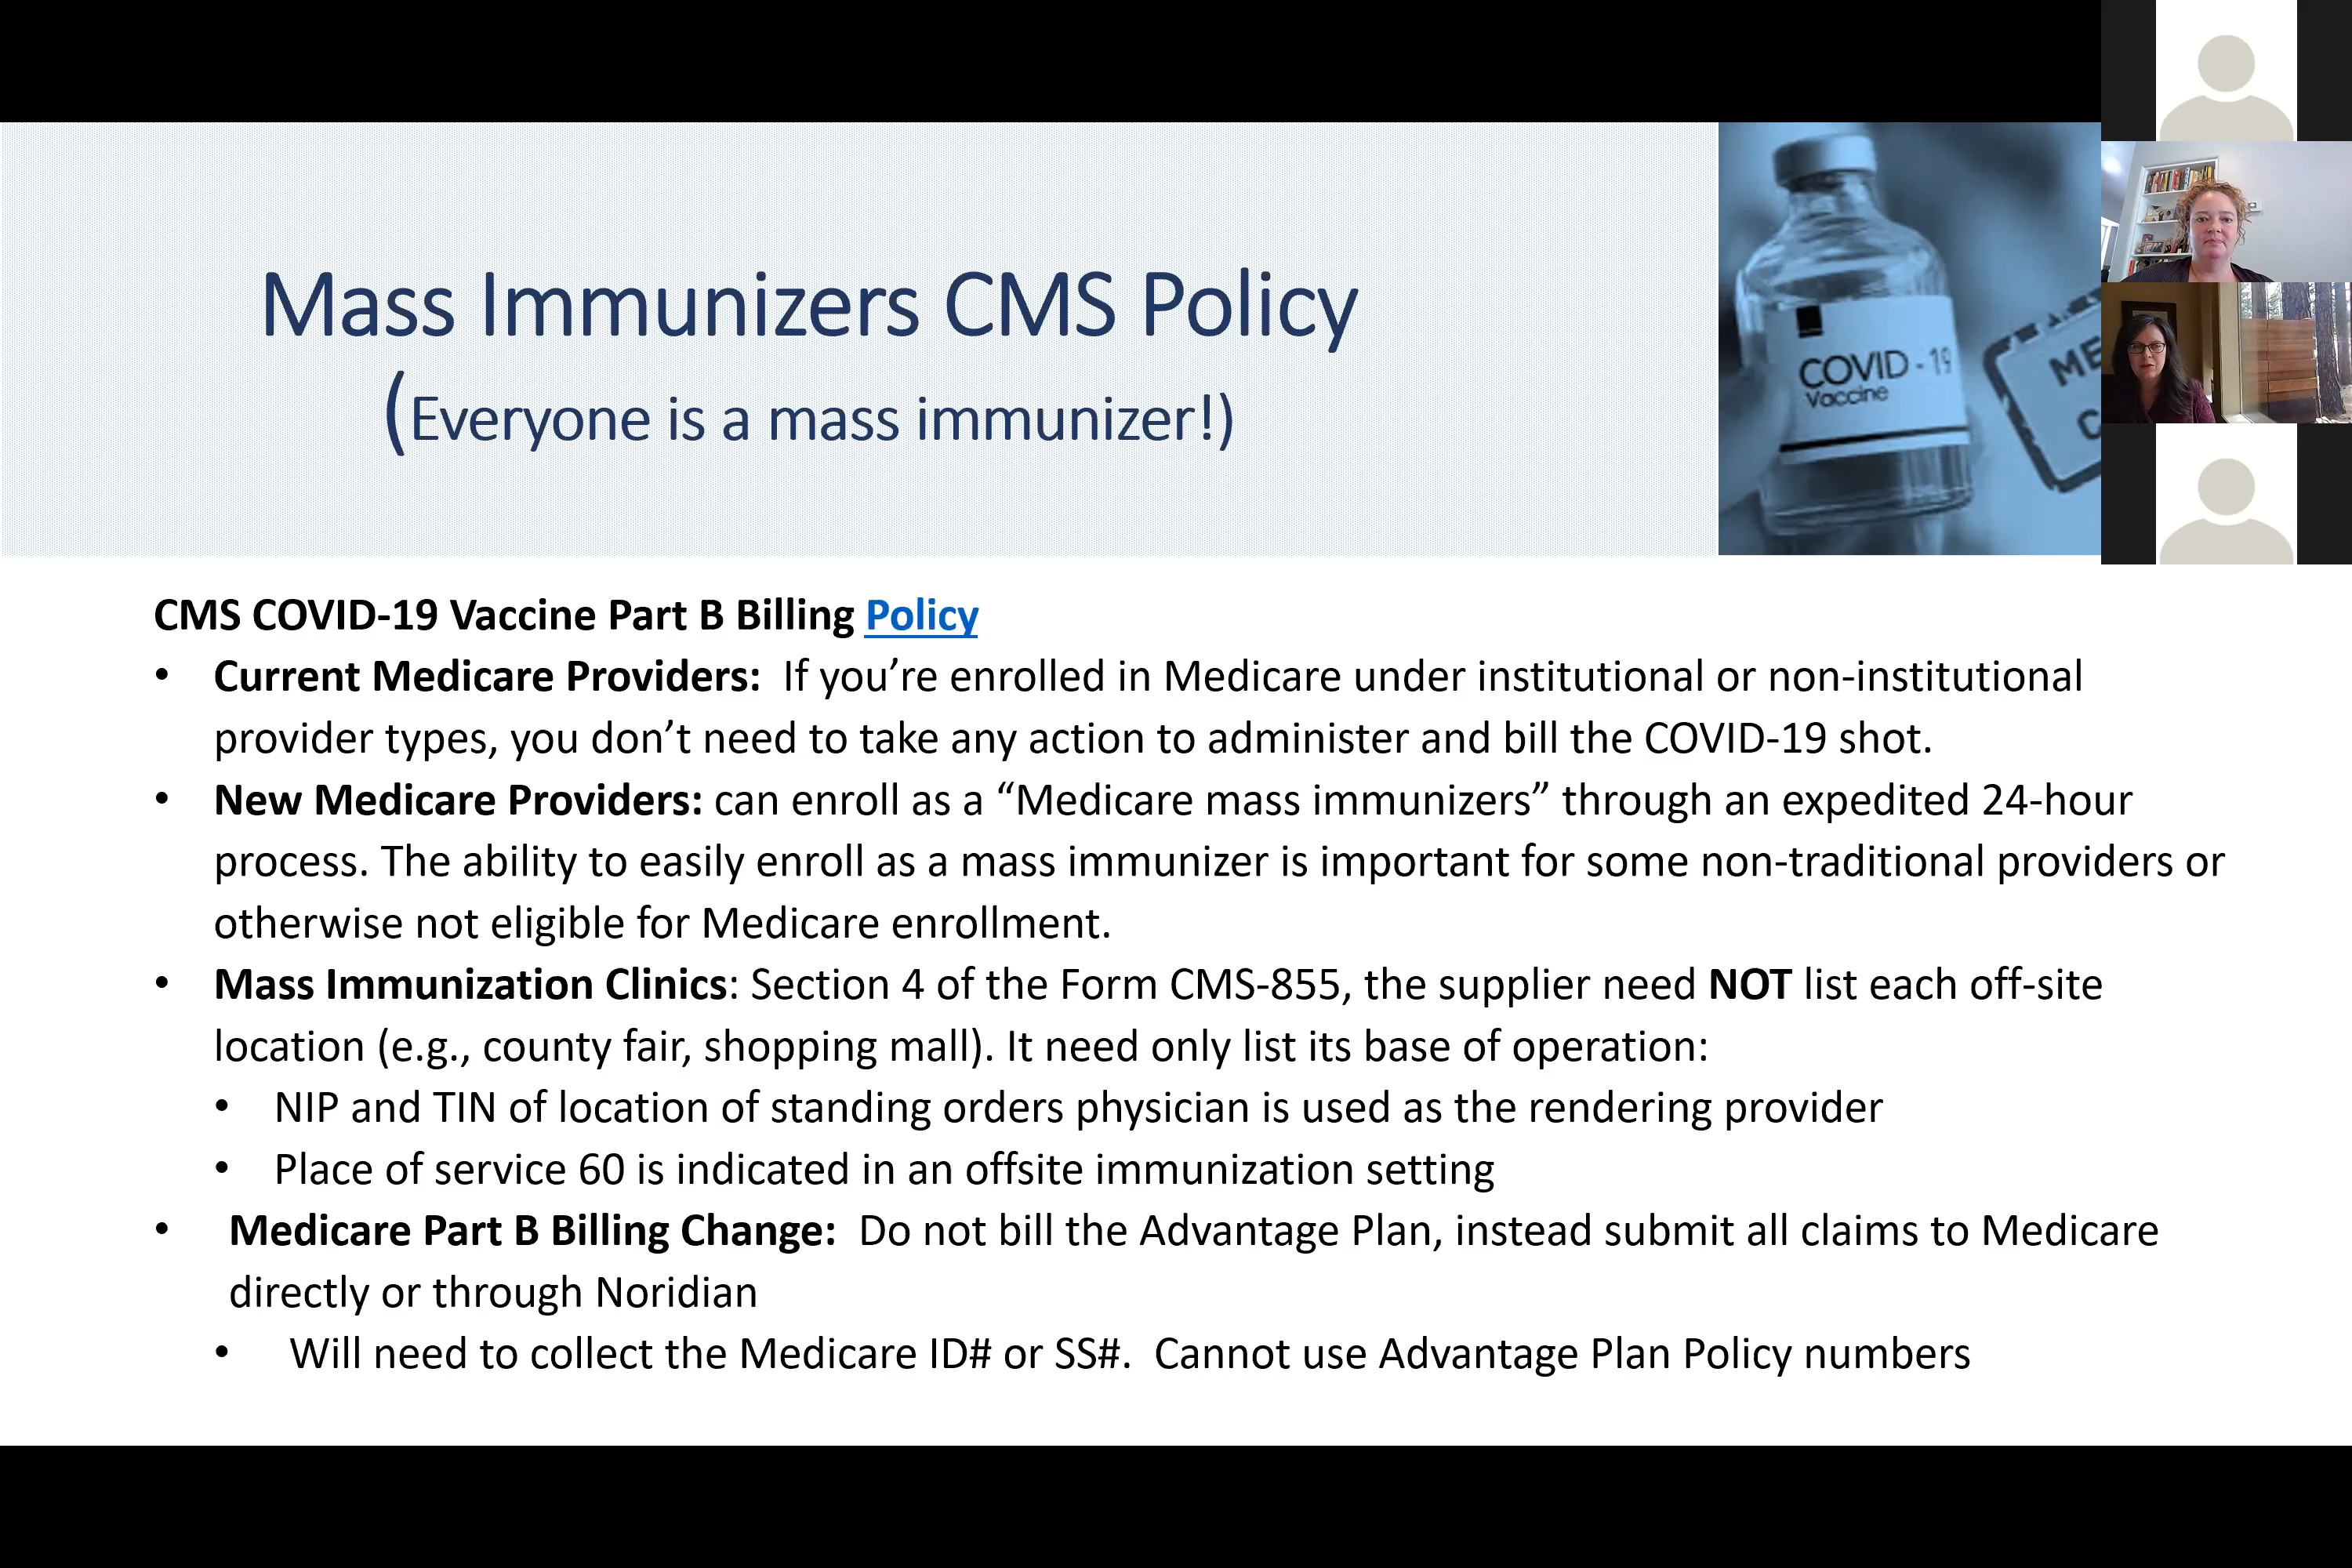 Mass Immunizers CMS Policy
(Everyone is a mass immunizer!)
COVID-19
Vaccine
CMS COVID-19 Vaccine Part B Billing Policy
• Current Medicare Providers:  If you’re enrolled in Medicare under institutional or non-institutional
provider types, you don’t need to take any action to administer and bill the COVID-19 shot.
• New Medicare Providers: can enroll as a “Medicare mass immunizers” through an expedited 24-hour
process. The ability to easily enroll as a mass immunizer is important for some non-traditional providers or
otherwise not eligible for Medicare enrollment.
• Mass Immunization Clinics: Section 4 of the Form CMS-855, the supplier need NOT list each off-site
location (e.g., county fair, shopping mall). It need only list its base of operation:
• NIP and TIN of location of standing orders physician is used as the rendering provider
• Place of service 60 is indicated in an offsite immunization setting
• Medicare Part B Billing Change:  Do not bill the Advantage Plan, instead submit all claims to Medicare
directly or through Noridian
• Will need to collect the Medicare ID# or SS#.  Cannot use Advantage Plan Policy numbers